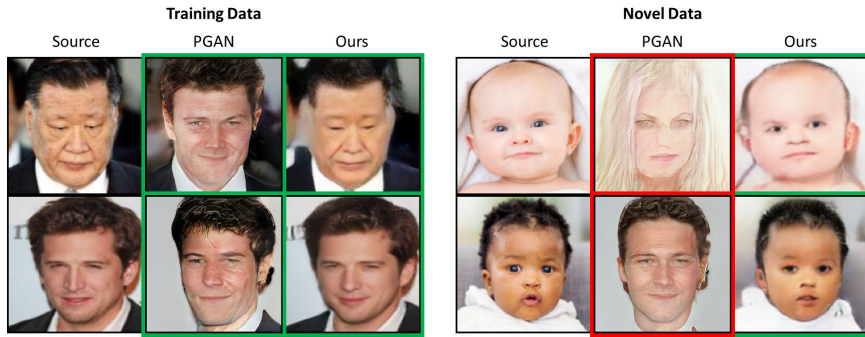 Training Data
Novel Data
Source PGAN Ours
Source PGAN Ours